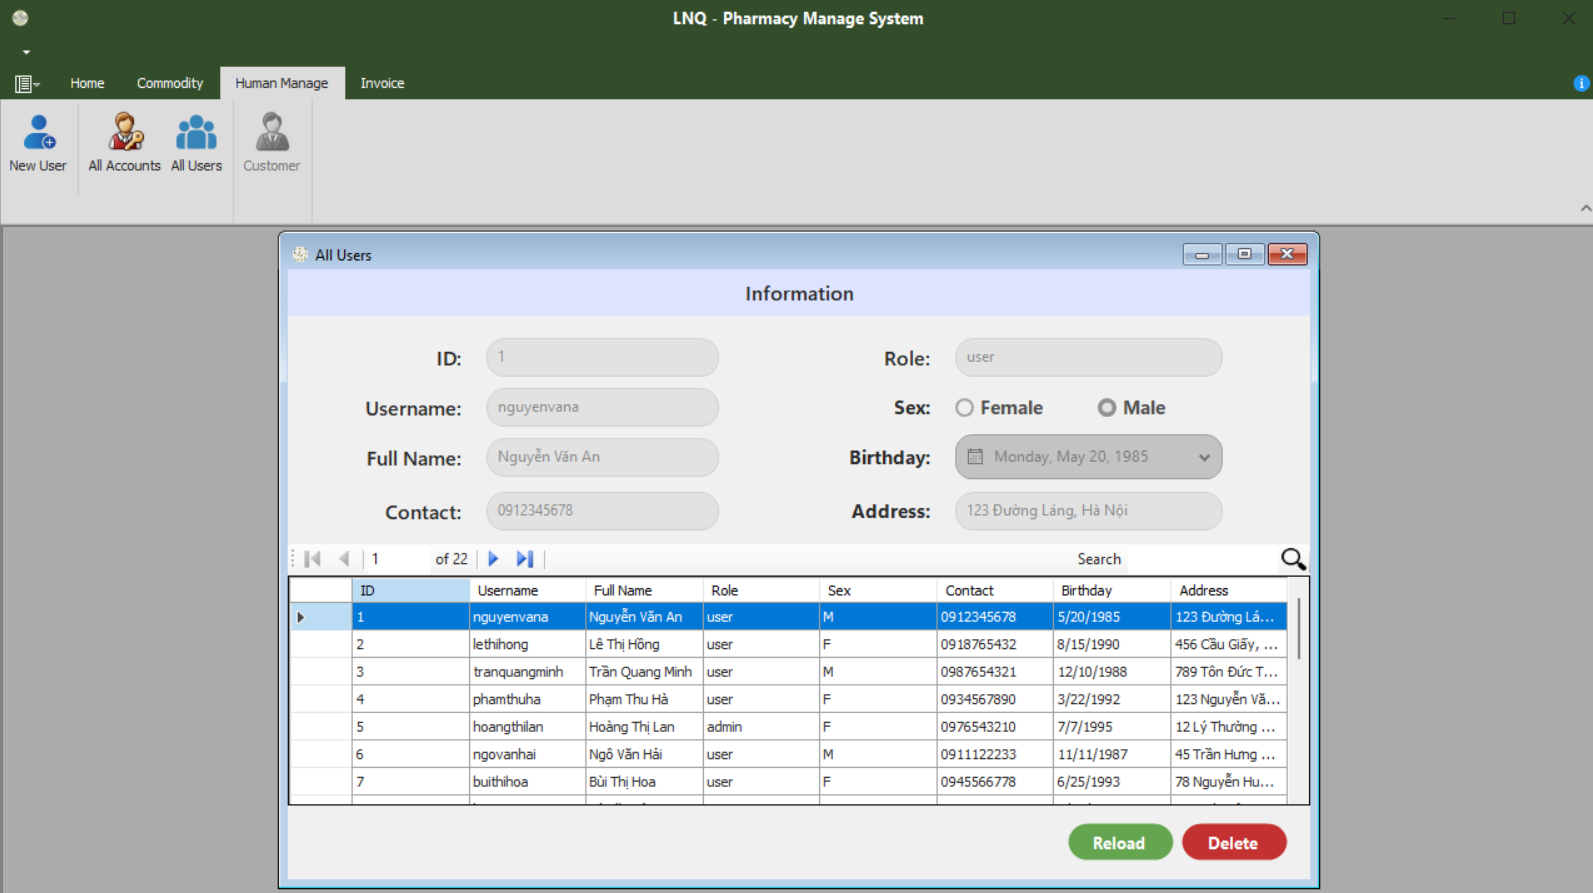 LNQ - Pharmacy Manage System
Home Commodity Human Manage Invoice
New User All Accounts All Users Customer
All Users
Information
ID: 1 Role: user
Username: nguyenvana Sex: Female Male
Full Name: Nguyễn Văn An Birthday: Monday, May 20, 1985
Contact: 0912345678 Address: 123 Đường Láng, Hà Nội
1 of 22 Search
ID Username Full Name Role Sex Contact Birthday Address
1 nguyenvana Nguyễn Văn An user M 0912345678 5/20/1985 123 Đường Lá...
2 lethihong Lê Thị Hồng user F 0918765432 8/15/1990 456 Cầu Giấy, ...
3 tranquangminh Trần Quang Minh user M 0987654321 12/10/1988 789 Tôn Đức T...
4 phamthuha Phạm Thu Hà user F 0934567890 3/22/1992 123 Nguyễn Vă...
5 hoangthilan Hoàng Thị Lan admin F 0976543210 7/7/1995 12 Lý Thường ...
6 ngovanhai Ngô Văn Hải user M 0911122233 11/11/1987 45 Trần Hưng ...
7 buithihoa Bùi Thị Hoa user F 0945566778 6/25/1993 78 Nguyễn Hu...
Reload Delete